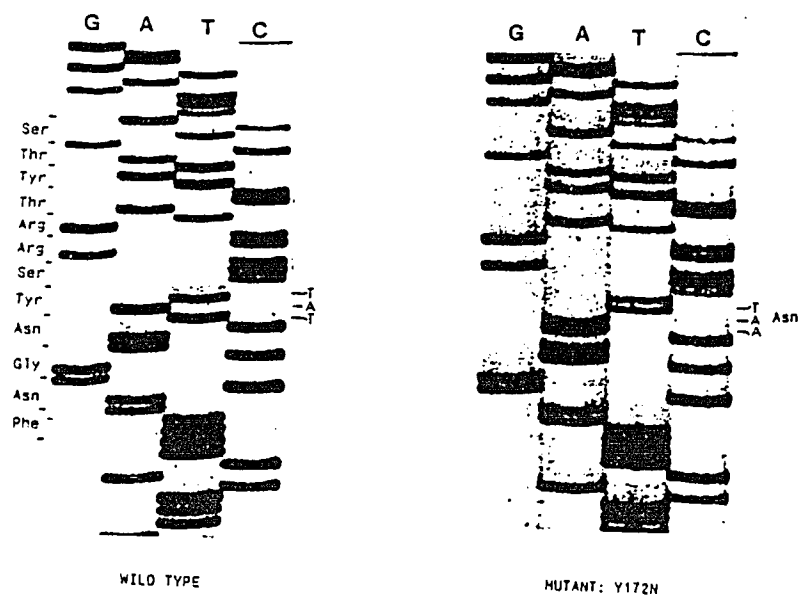 G A T C
G A T C
Ser
Thr
Tyr
Thr
Arg
Arg
Ser
Tyr
Asn
Gly
Asn
Phe
T
A
T
T
A Asn
A
WILD TYPE
MUTANT: Y172N